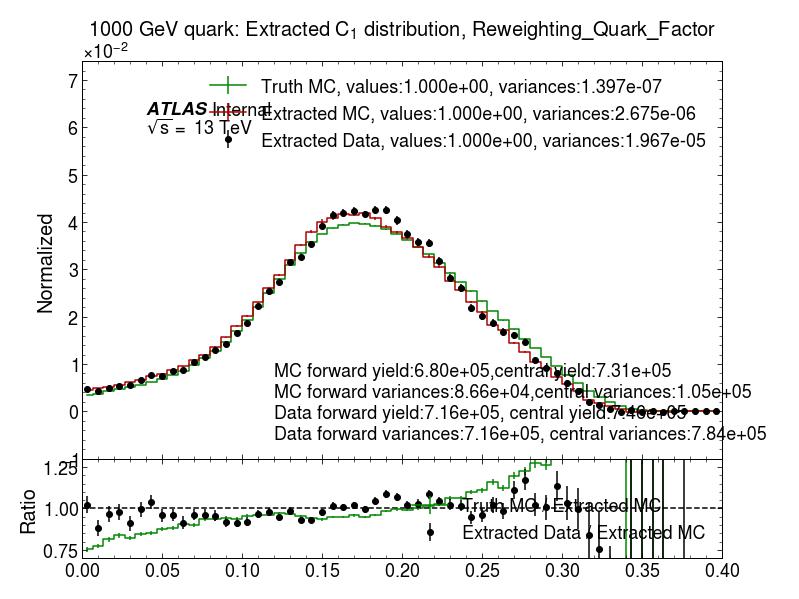 1000 GeV quark: Extracted C₁ distribution, Reweighting_Quark_Factor
×10⁻²
Truth MC, values:1.000e+00, variances:1.397e-07
ATLAS Internal
Extracted MC, values:1.000e+00, variances:2.675e-06
√s = 13 TeV
Extracted Data, values:1.000e+00, variances:1.967e-05
7
6
5
4
3
2
1
0
1
Normalized
MC forward yield:6.80e+05,central yield:7.31e+05
MC forward variances:8.66e+04,central variances:1.05e+05
Data forward yield:7.16e+05, central yield:7.46e+05
Data forward variances:7.16e+05, central variances:7.84e+05
1.25
1.00
0.75
Ratio
Truth MC / Extracted MC
Extracted Data / Extracted MC
0.00 0.05 0.10 0.15 0.20 0.25 0.30 0.35 0.40